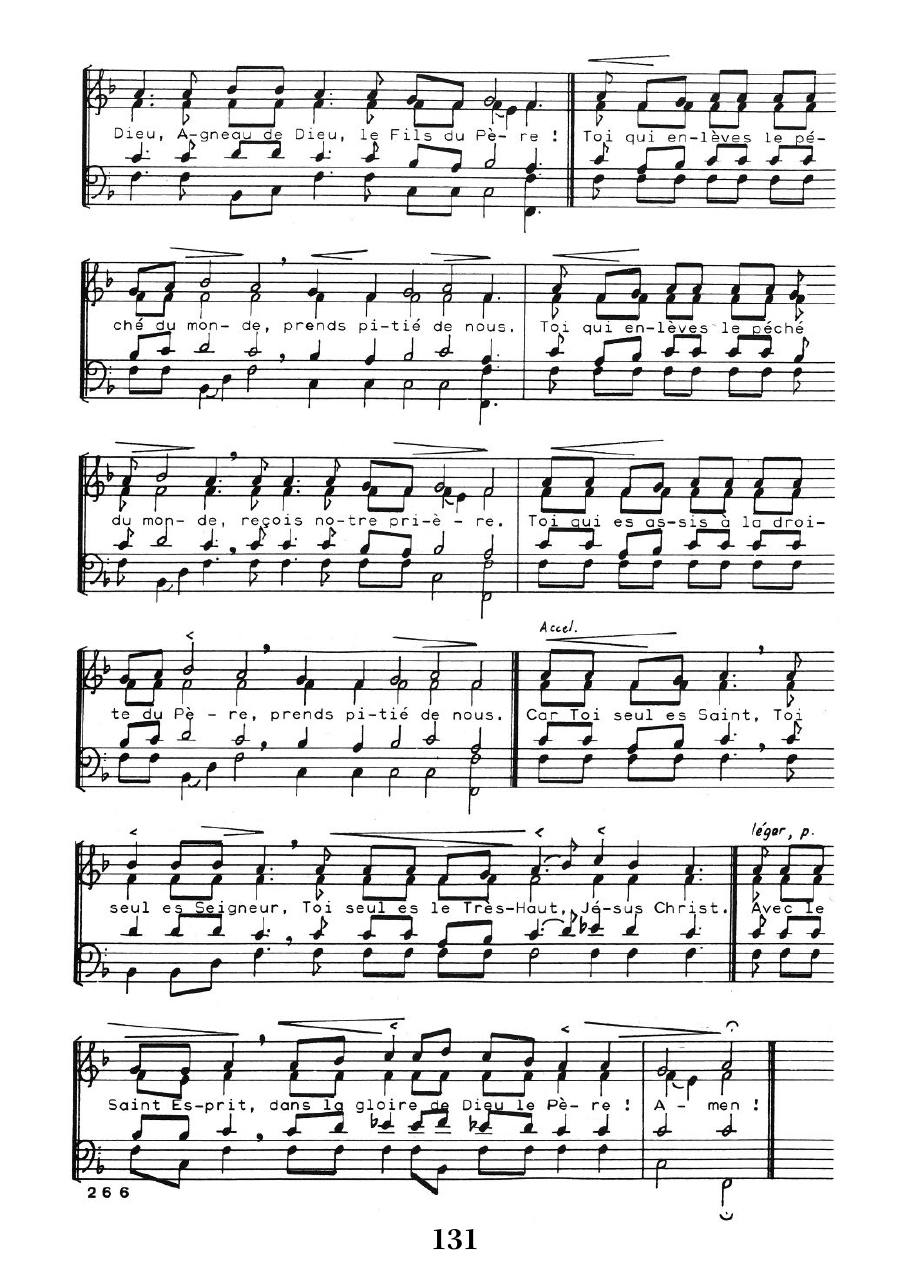 Dieu, A-gneau de Dieu, le Fils du Pè- re ! Toi qui en-lèves le pé-
ché du mon- de, prends pi-tié de nous. Toi qui en-lèves le péché
du mon- de, reçois no-tre pri-è - re. Toi qui es as-sis à la droi-
Accel.
te du Pè - re, prends pi-tié de nous. Car Toi seul es Saint, Toi
léger, p.
seul es Seigneur, Toi seul es le Très-Haut, Jé-sus Christ. Avec le
Saint Es-prit, dans la gloire de Dieu le Pè- re ! A - men !
266
131